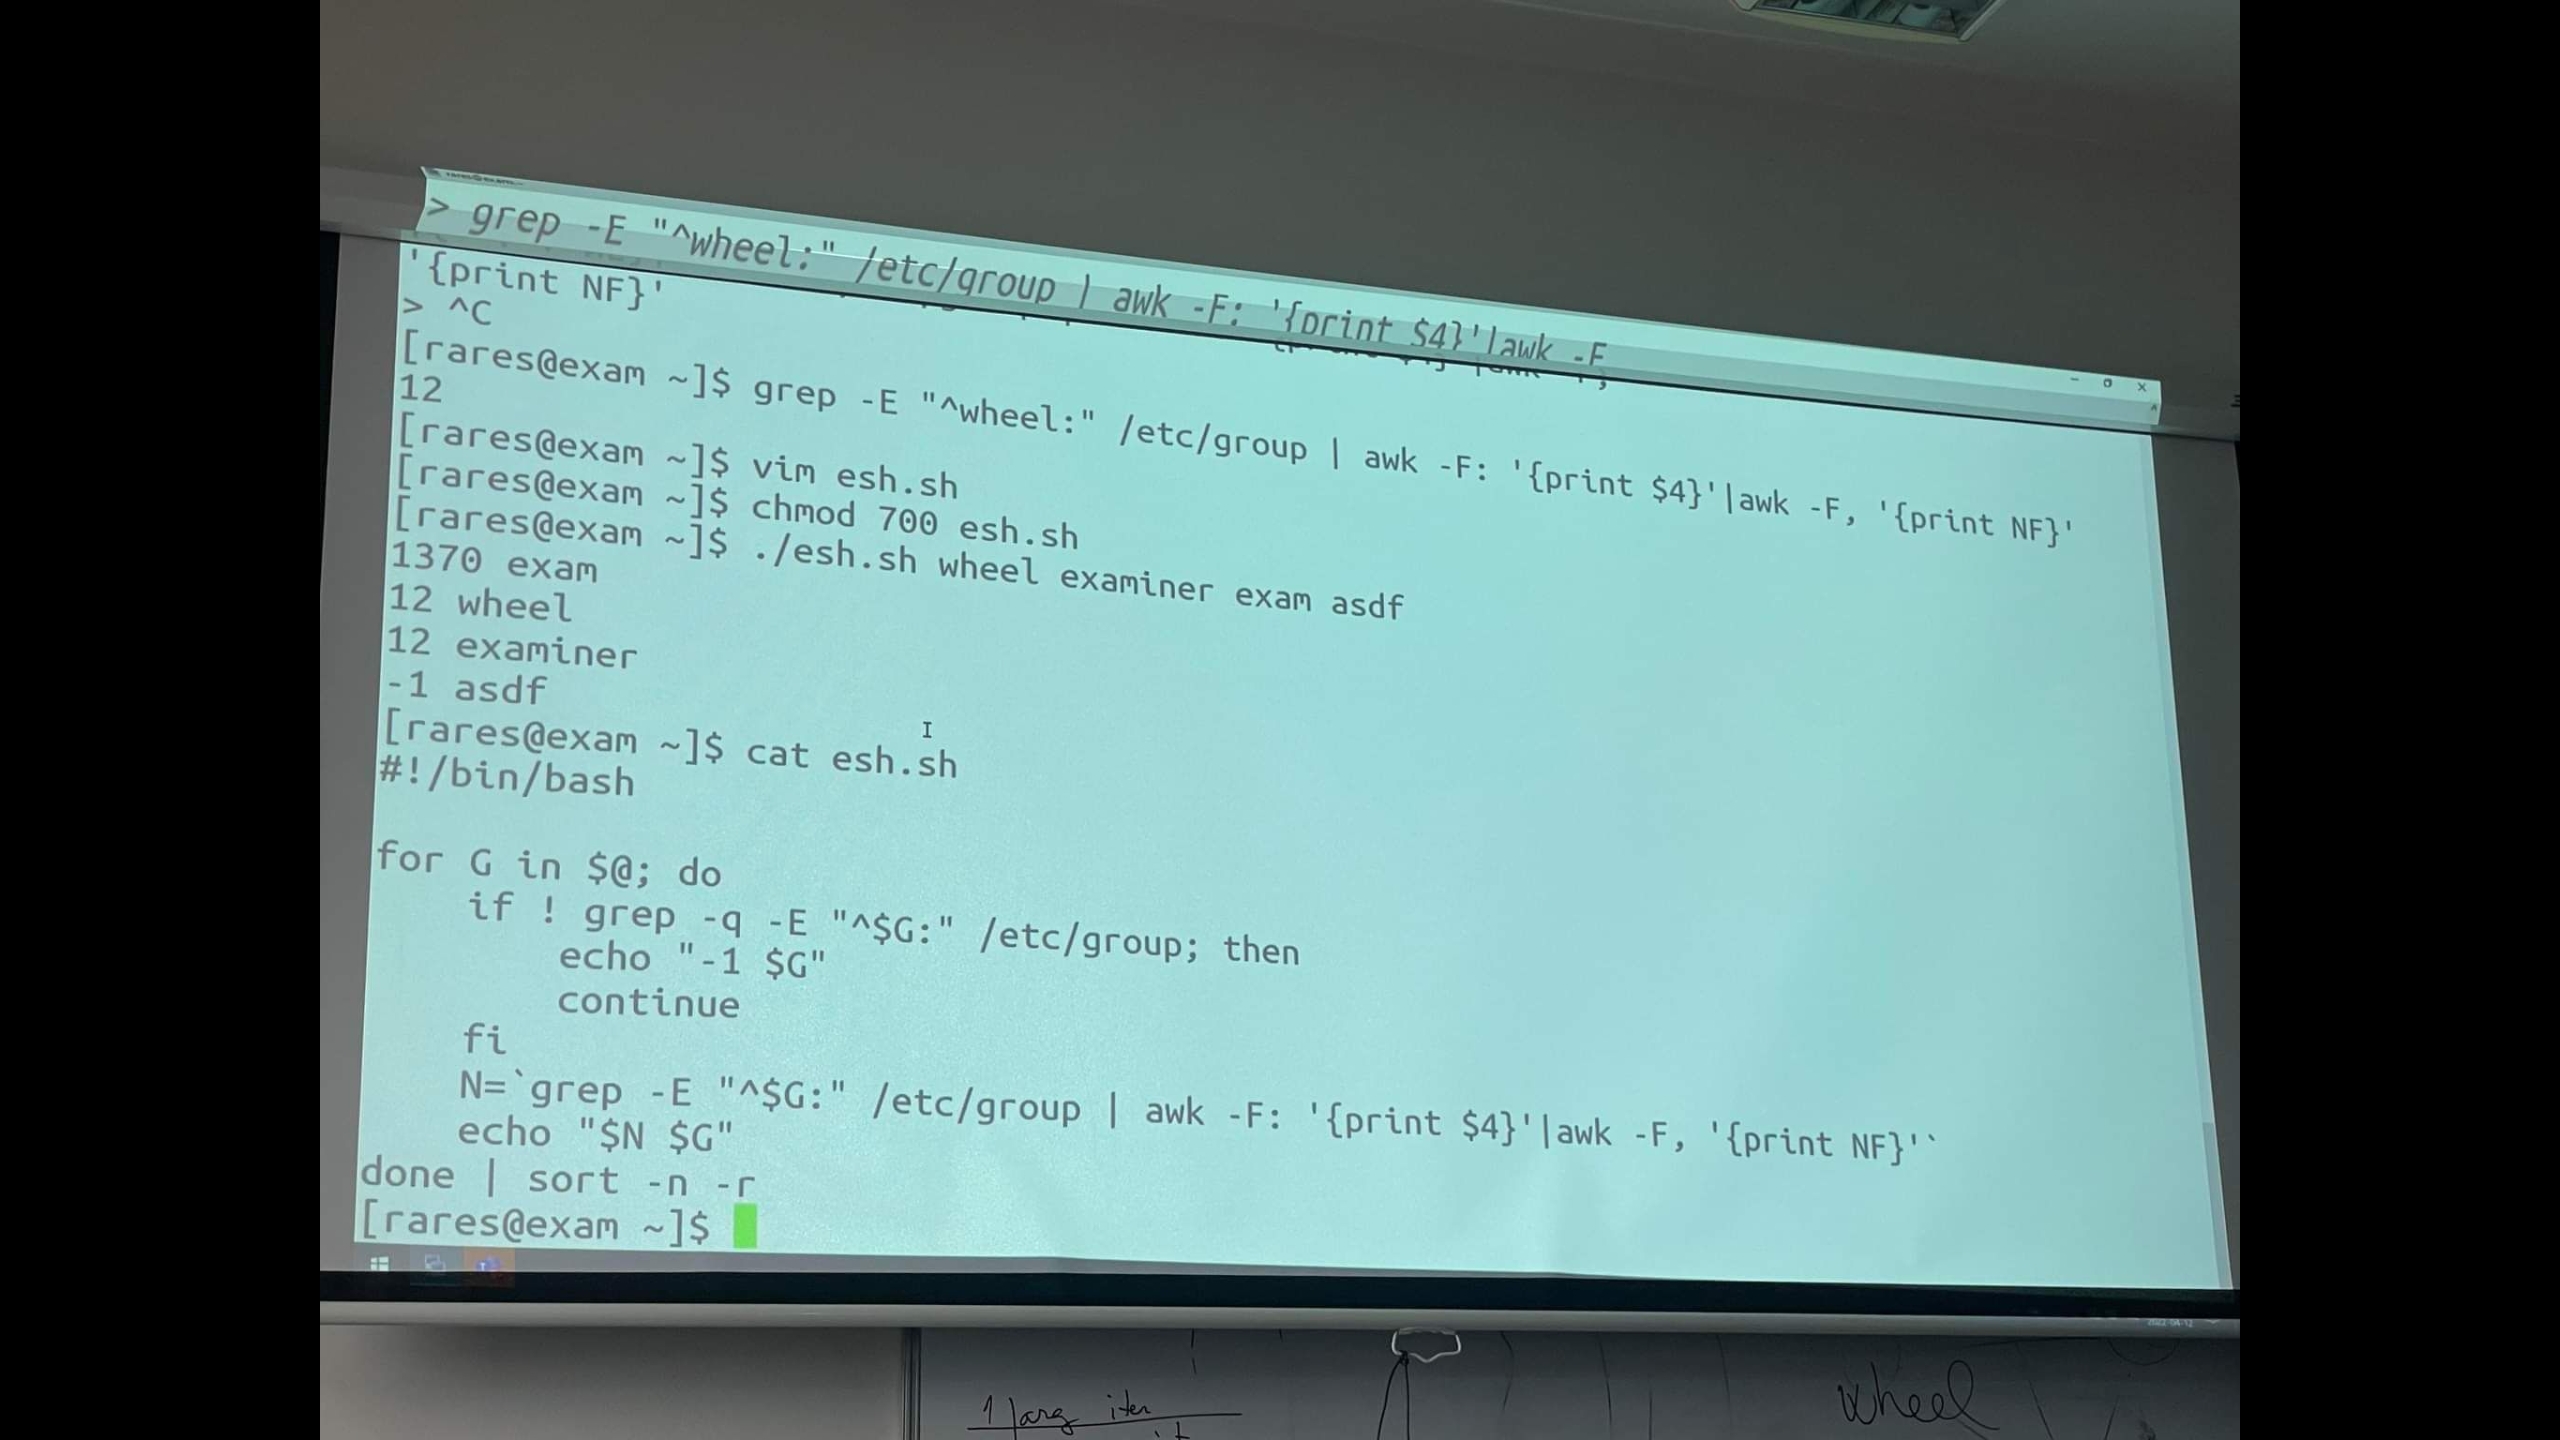 > grep -E "^wheel:" /etc/group | awk -F: '{print $4}'|awk -F
'{print NF}'
> ^C
[rares@exam ~]$ grep -E "^wheel:" /etc/group | awk -F: '{print $4}'|awk -F, '{print NF}'
12
[rares@exam ~]$ vim esh.sh
[rares@exam ~]$ chmod 700 esh.sh
[rares@exam ~]$ ./esh.sh wheel examiner exam asdf
1370 exam
12 wheel
12 examiner
-1 asdf
[rares@exam ~]$ cat esh.sh
#!/bin/bash
for G in $@; do
if ! grep -q -E "^$G:" /etc/group; then
echo "-1 $G"
continue
fi
N=`grep -E "^$G:" /etc/group | awk -F: '{print $4}'|awk -F, '{print NF}'`
echo "$N $G"
done | sort -n -r
[rares@exam ~]$
wheel